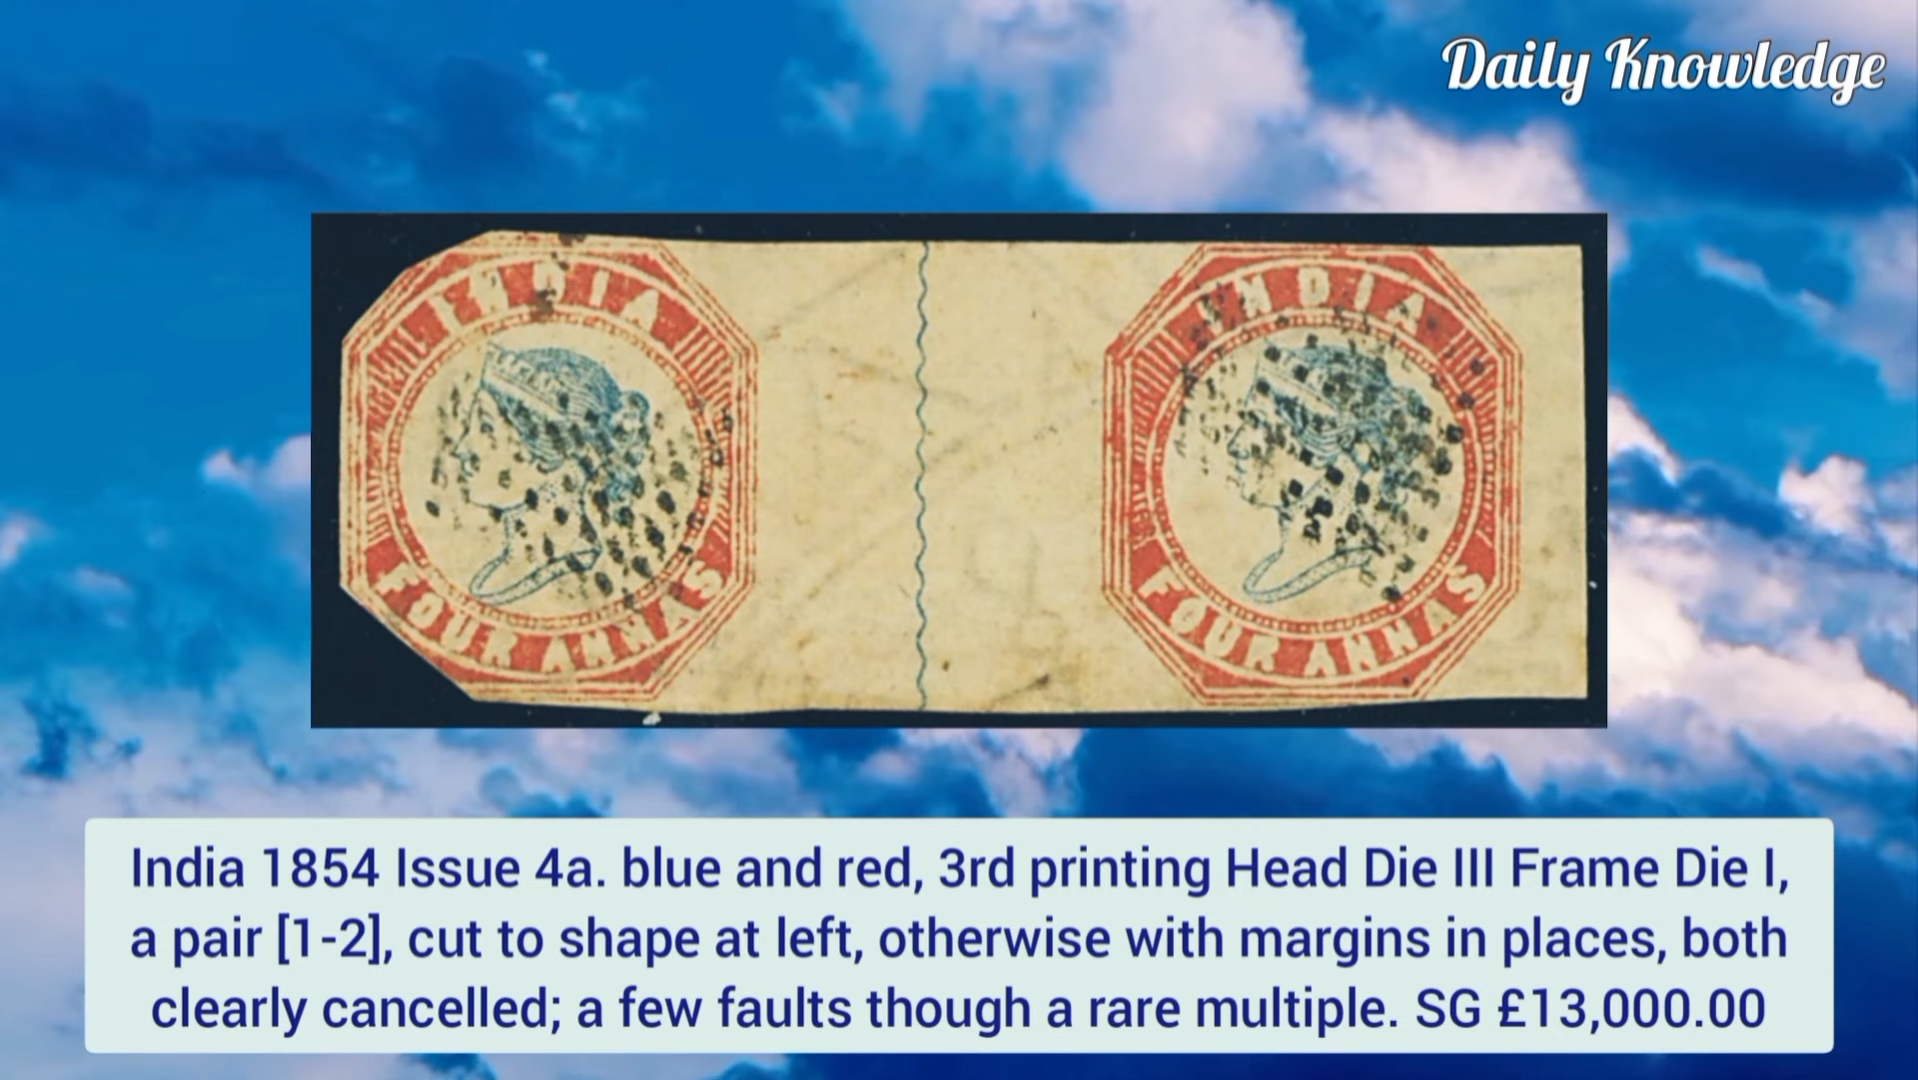 Daily Knowledge
INDIA
INDIA
FOUR ANNAS
FOUR ANNAS
India 1854 Issue 4a. blue and red, 3rd printing Head Die III Frame Die I,
a pair [1-2], cut to shape at left, otherwise with margins in places, both
clearly cancelled; a few faults though a rare multiple. SG £13,000.00